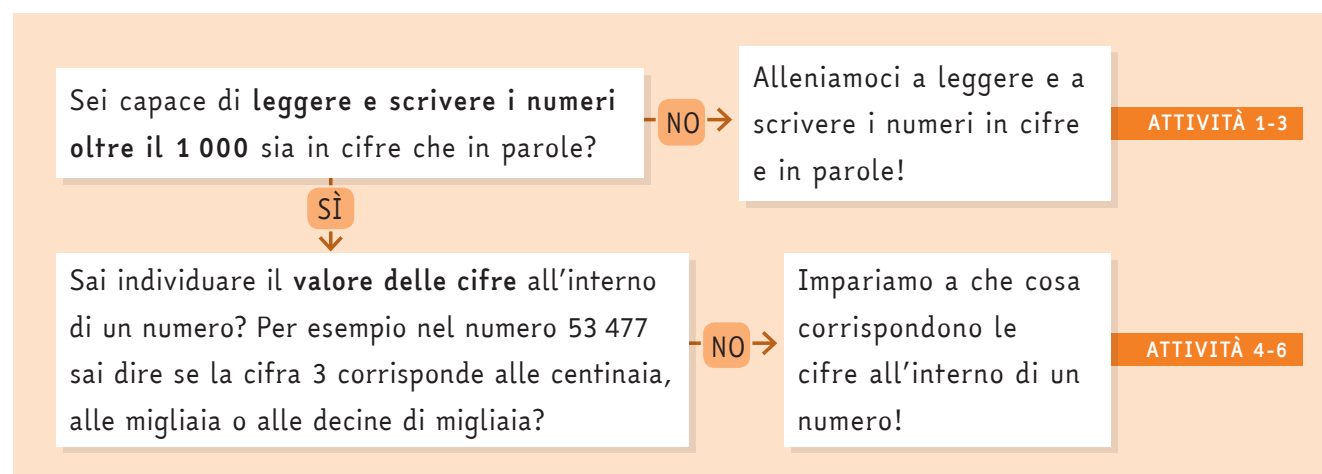 Sei capace di leggere e scrivere i numeri
oltre il 1 000 sia in cifre che in parole?
NO
Alleniamoci a leggere e a
scrivere i numeri in cifre
e in parole!
ATTIVITÀ 1-3
SÌ
Sai individuare il valore delle cifre all'interno
di un numero? Per esempio nel numero 53 477
sai dire se la cifra 3 corrisponde alle centinaia,
alle migliaia o alle decine di migliaia?
NO
Impariamo a che cosa
corrispondono le
cifre all'interno di un
numero!
ATTIVITÀ 4-6